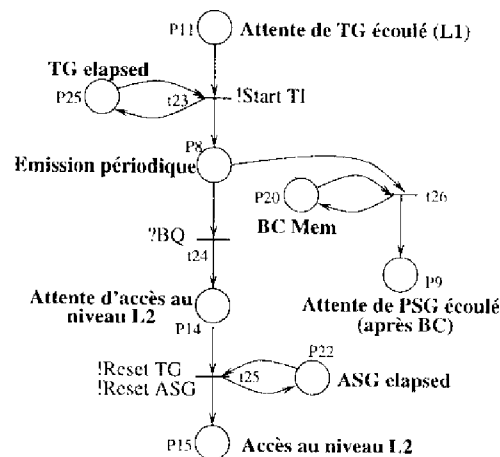 P11
Attente de TG écoulé (L1)
TG elapsed
P25
t23
!Start TI
P8
Emission périodique
P20
t26
BC Mem
?BQ
t24
P9
Attente d'accès au
niveau L2
Attente de PSG écoulé
(après BC)
P14
P22
!Reset TG
!Reset ASG
t25
ASG elapsed
P15
Accès au niveau L2